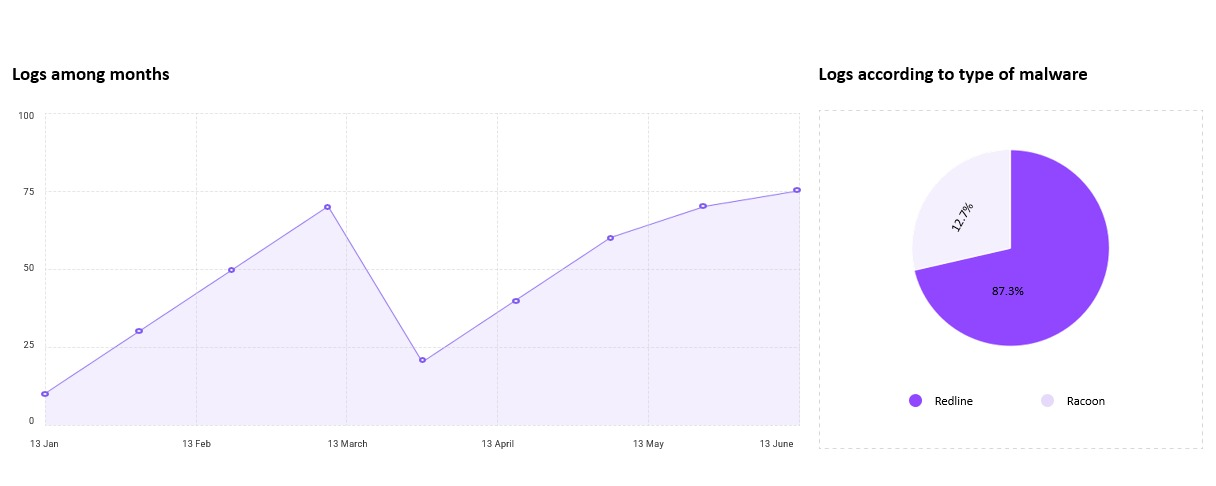 Logs among months
100
75
50
25
0
13 Jan
13 Feb
13 March
13 April
13 May
13 June
Logs according to type of malware
12.7%
87.3%
Redline
Racoon